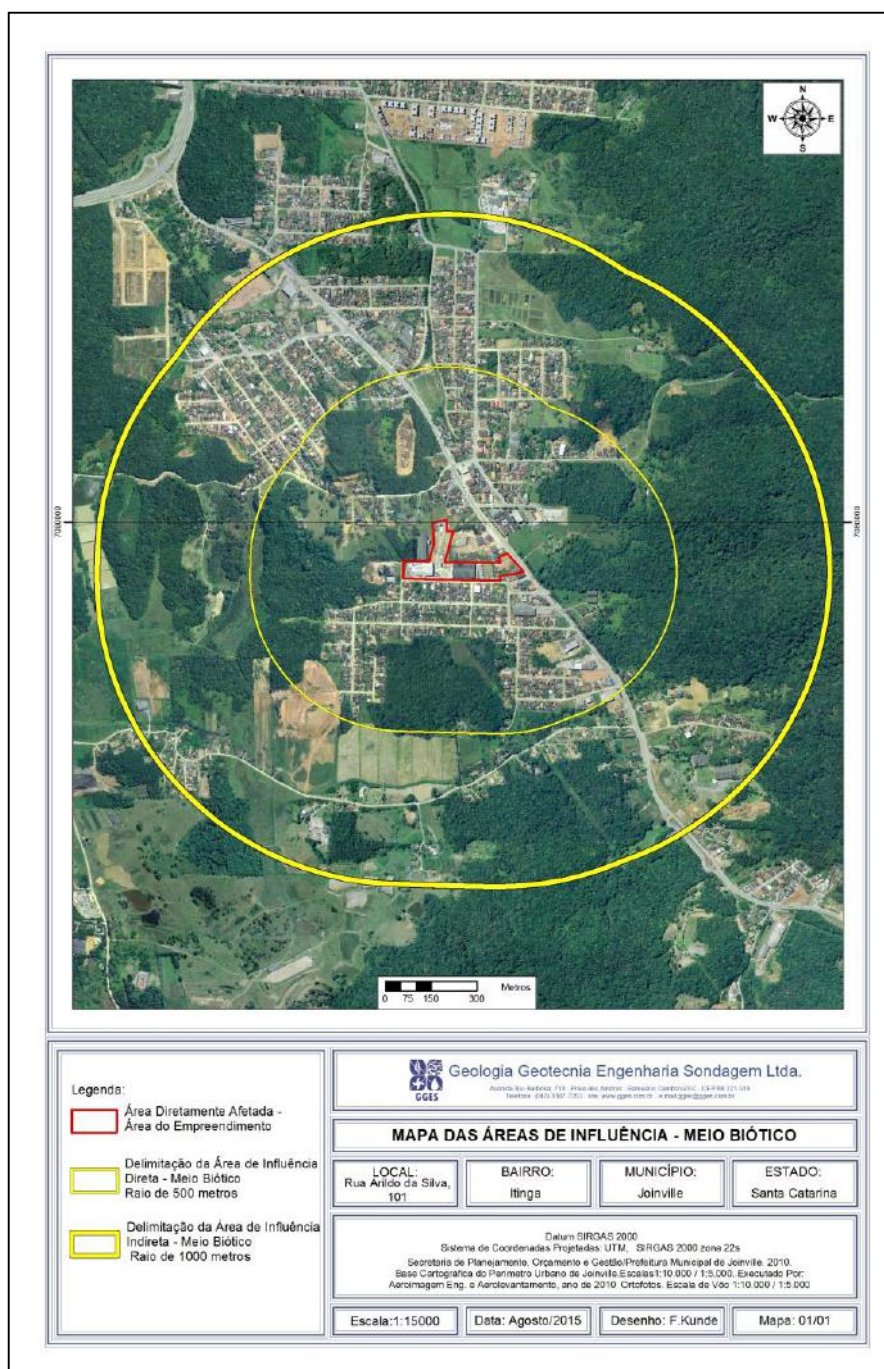 N
W E
S
7080000
7080000
Metros
0 75 150 300
Legenda:
Área Diretamente Afetada -
Área do Empreendimento
Delimitação da Área de Influência
Direta - Meio Biótico
Raio de 500 metros
Delimitação da Área de Influência
Indireta - Meio Biótico
Raio de 1000 metros
GGES
Geologia Geotecnia Engenharia Sondagem Ltda.
MAPA DAS ÁREAS DE INFLUÊNCIA - MEIO BIÓTICO
LOCAL:
Rua Arildo da Silva,
101
BAIRRO:
Itinga
MUNICÍPIO:
Joinville
ESTADO:
Santa Catarina
Datum SIRGAS 2000
Sistema de Coordenadas Projetadas: UTM, SIRGAS 2000 zona 22s
Secretaria de Planejamento, Orçamento e Gestão/Prefeitura Municipal de Joinville. 2010.
Base Cartográfica do Perímetro Urbano de Joinville.Escalas1:10.000 / 1:5.000. Executado Por:
Aeroimagem Eng. e Aerolevantamento, ano de 2010. Ortofotos. Escala de Vôo 1:10.000 / 1:5.000
Escala:1:15000
Data: Agosto/2015
Desenho: F.Kunde
Mapa: 01/01